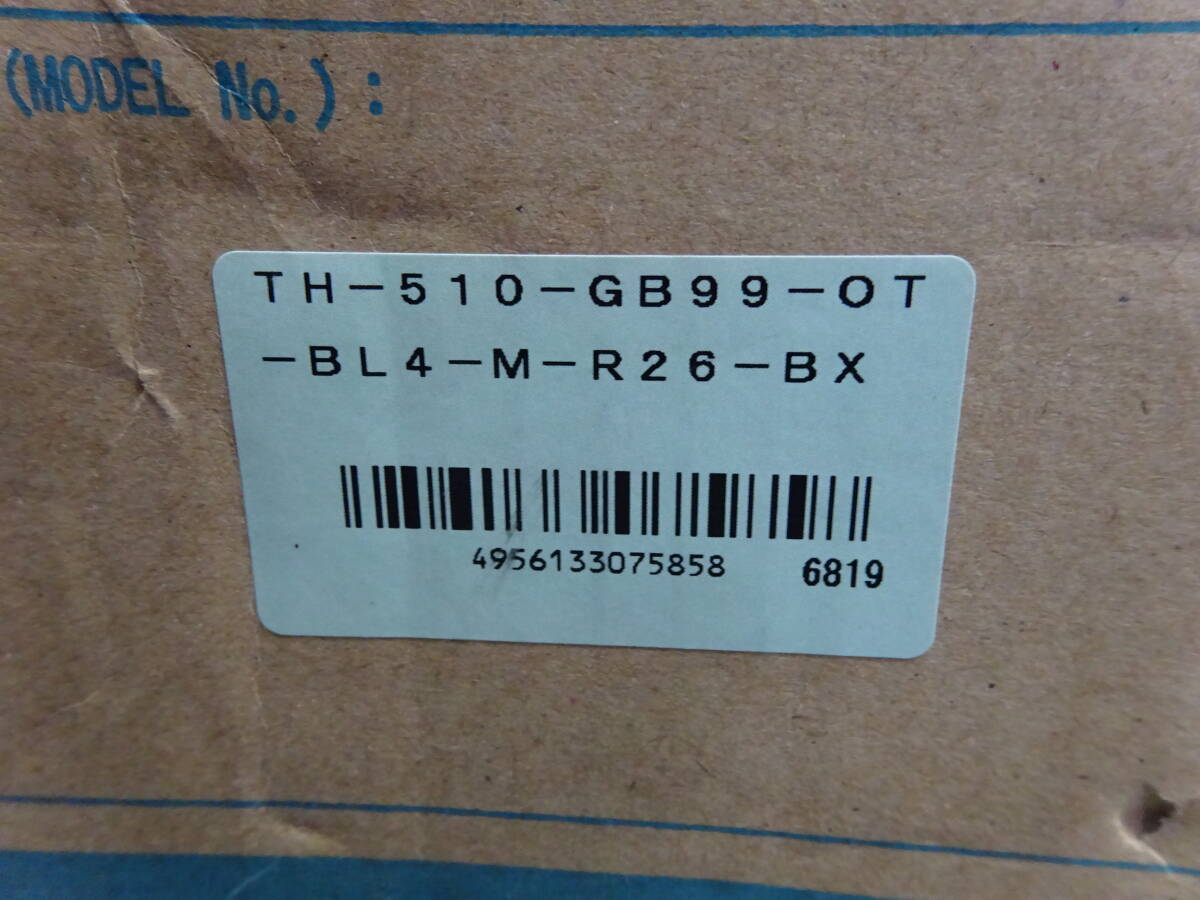 (MODEL No.):
TH-510-GB99-OT
-BL4-M-R26-BX
4956133075858 6819